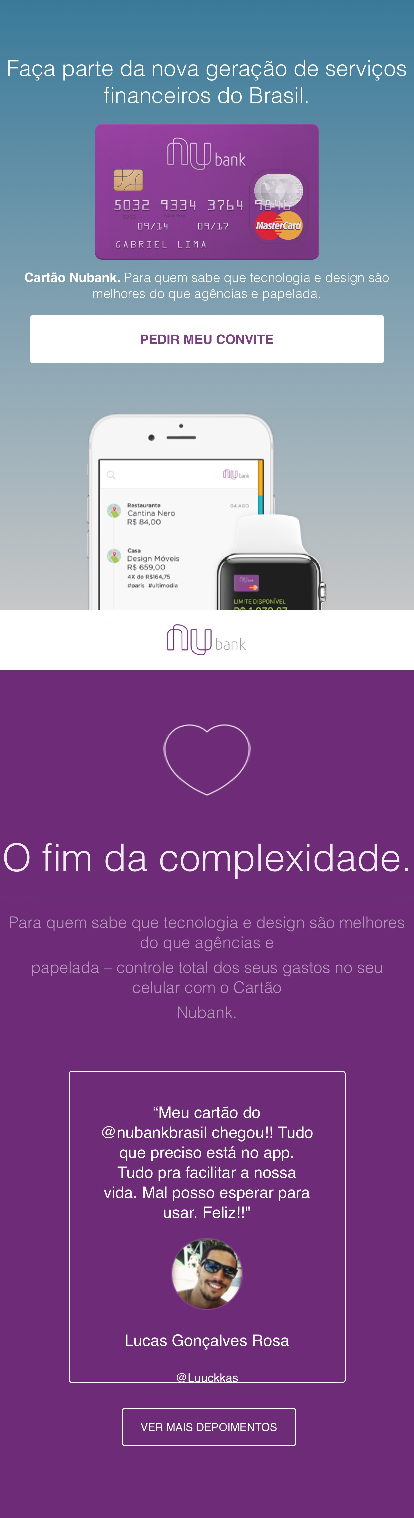 Faça parte da nova geração de serviços
financeiros do Brasil.
nu bank
5032 9334 3764 9046
09/14 09/17
MasterCard
GABRIEL LIMA
Cartão Nubank. Para quem sabe que tecnologia e design são
melhores do que agências e papelada.
PEDIR MEU CONVITE
nu bank
Restaurante 04 AGO
Cantina Nero
R$ 84,00
Casa
Design Móveis
R$ 659,00
4X de R$164,75
#paris #ultimodia
LIMITE DISPONÍVEL
nu bank
O fim da complexidade.
Para quem sabe que tecnologia e design são melhores
do que agências e
papelada – controle total dos seus gastos no seu
celular com o Cartão
Nubank.
“Meu cartão do
@nubankbrasil chegou!! Tudo
que preciso está no app.
Tudo pra facilitar a nossa
vida. Mal posso esperar para
usar. Feliz!!"
Lucas Gonçalves Rosa
@Luuckkas
VER MAIS DEPOIMENTOS